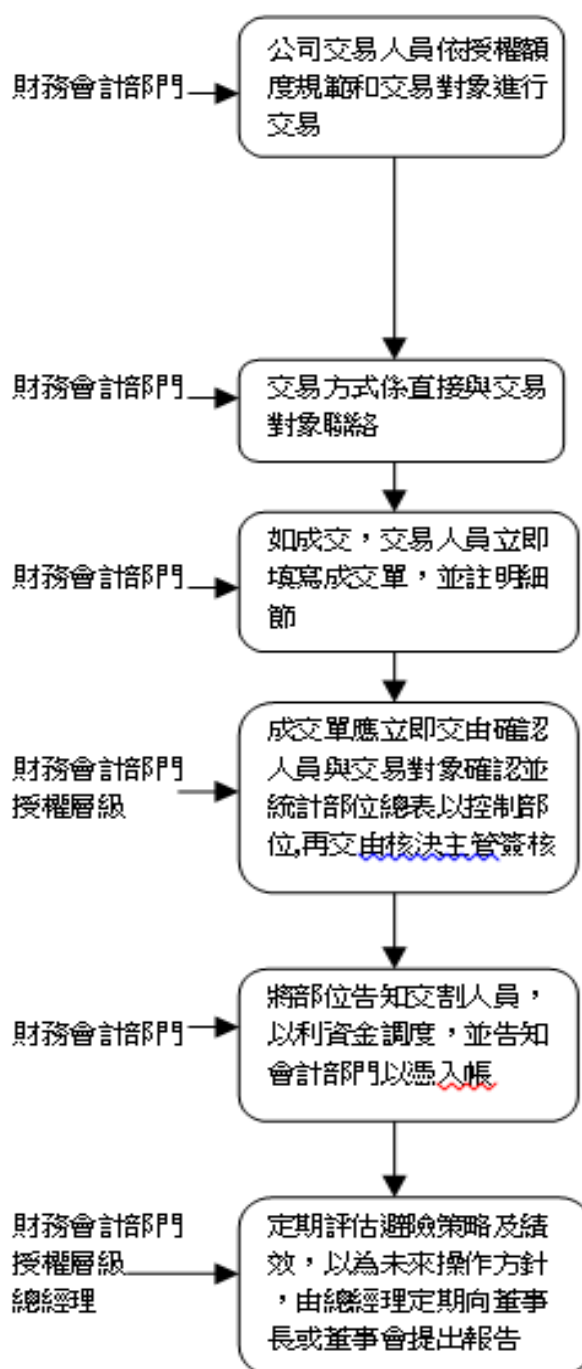 財務會計部門
公司交易人員依授權額
度規範和交易對象進行
交易
財務會計部門
交易方式係直接與交易
對象聯絡
財務會計部門
如成交，交易人員立即
填寫成交單，並註明細
節
財務會計部門
授權層級
成交單應立即交由確認
人員與交易對象確認並
統計部位總表以控制部
位,再交由核決主管簽核
財務會計部門
將部位告知交割人員，
以利資金調度，並告知
會計部門以憑入帳
財務會計部門
授權層級
總經理
定期評估避險策略及績
效，以為未來操作方針
，由總經理定期向董事
長或董事會提出報告